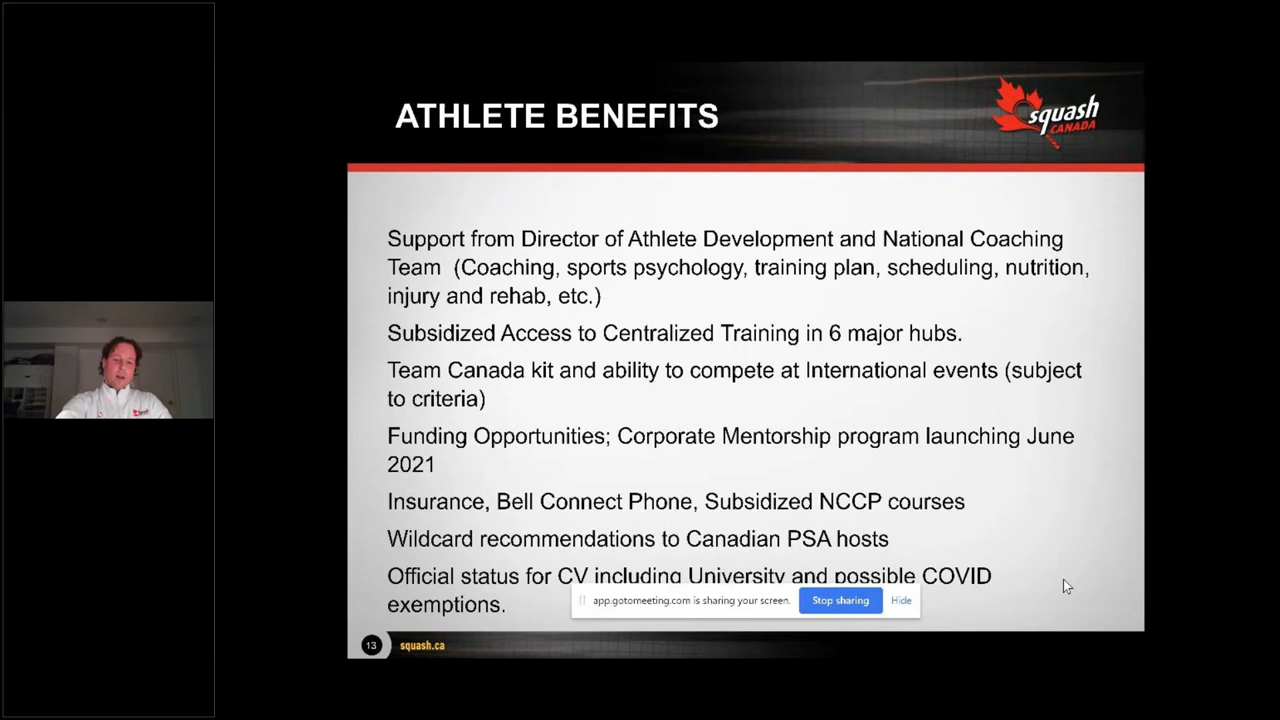 ATHLETE BENEFITS
squash
CANADA
Support from Director of Athlete Development and National Coaching
Team (Coaching, sports psychology, training plan, scheduling, nutrition,
injury and rehab, etc.)
Subsidized Access to Centralized Training in 6 major hubs.
Team Canada kit and ability to compete at International events (subject
to criteria)
Funding Opportunities; Corporate Mentorship program launching June
2021
Insurance, Bell Connect Phone, Subsidized NCCP courses
Wildcard recommendations to Canadian PSA hosts
Official status for CV including University and possible COVID
exemptions.
app.gotomeeting.com is sharing your screen. Stop sharing Hide
13 squash.ca